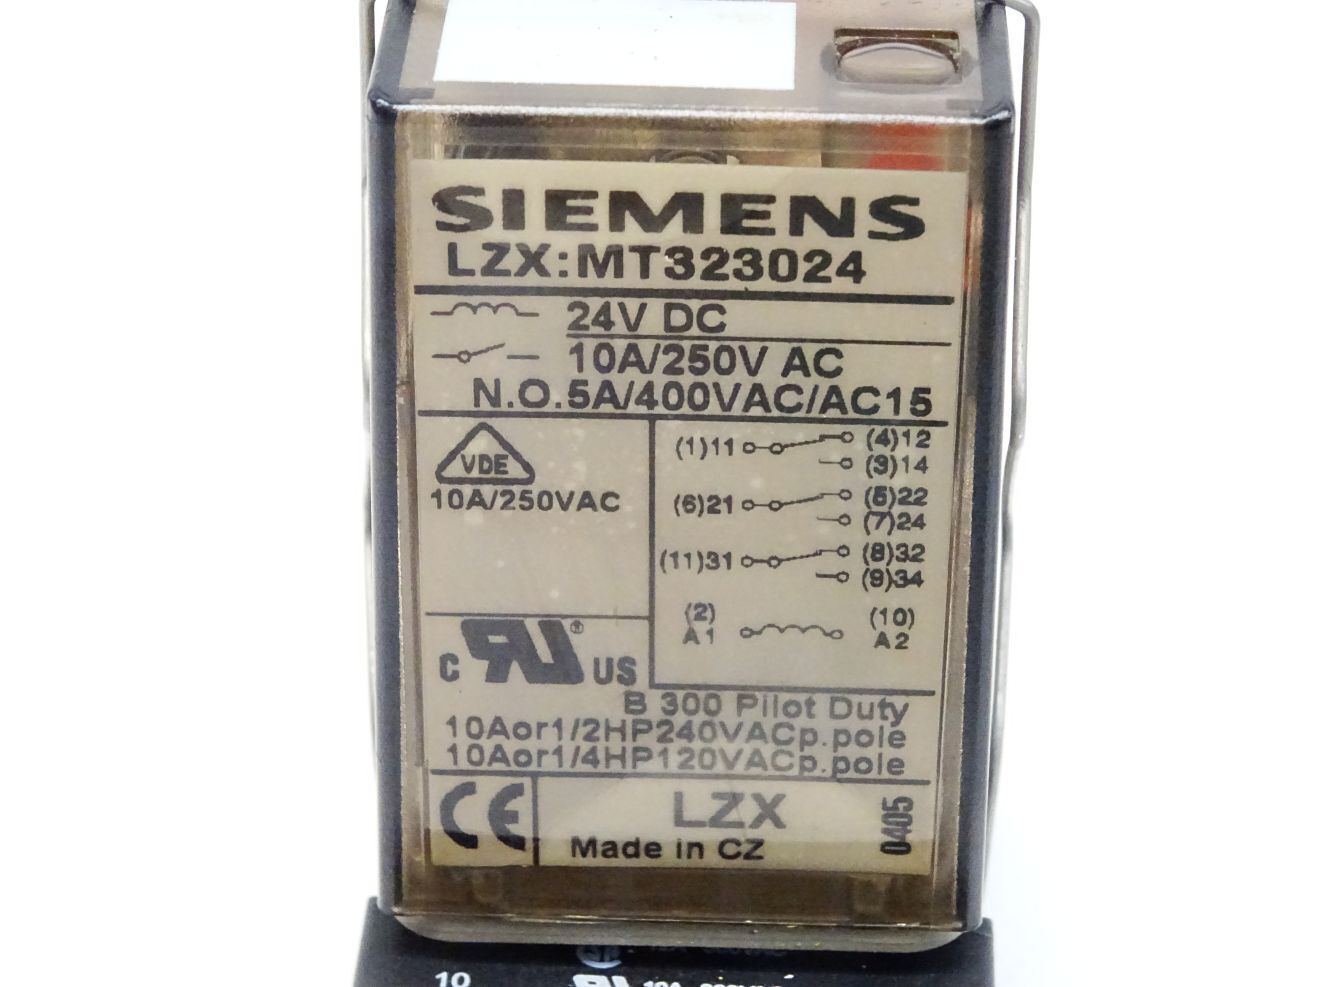 SIEMENS
LZX:MT323024
24V DC
10A/250V AC
N.O.5A/400VAC/AC15
VDE
10A/250VAC
(1)11 (4)12
(3)14
(6)21 (5)22
(7)24
(11)31 (8)32
(9)34
(2) (10)
A1 A2
C RU ® US
B 300 Pilot Duty
10Aor1/2HP240VACp.pole
10Aor1/4HP120VACp.pole
CE LZX 0405
Made in CZ
10